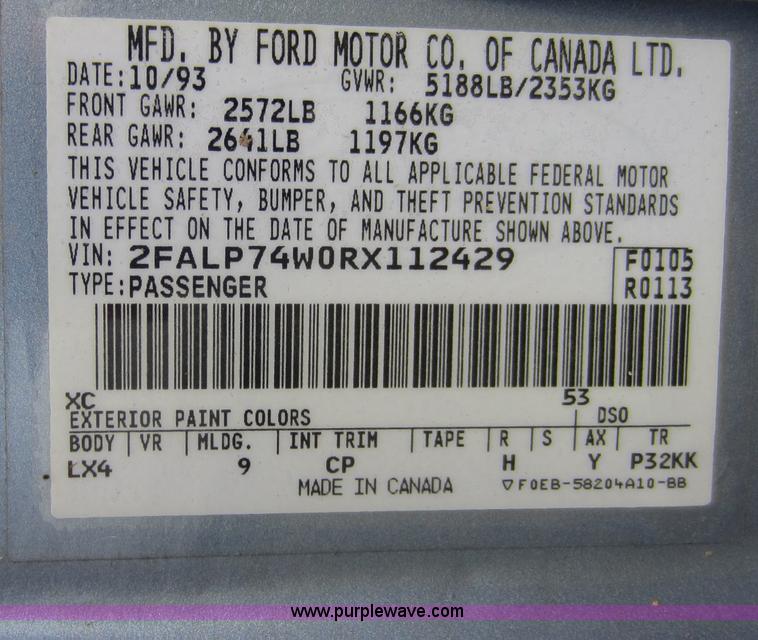 MFD. BY FORD MOTOR CO. OF CANADA LTD.
DATE: 10/93 GVWR: 5188LB/2353KG
FRONT GAWR: 2572LB 1166KG
REAR GAWR: 2641LB 1197KG
THIS VEHICLE CONFORMS TO ALL APPLICABLE FEDERAL MOTOR
VEHICLE SAFETY, BUMPER, AND THEFT PREVENTION STANDARDS
IN EFFECT ON THE DATE OF MANUFACTURE SHOWN ABOVE.
VIN: 2FALP74W0RX112429 F0105
TYPE: PASSENGER R0113
XC 53
EXTERIOR PAINT COLORS DSO
BODY VR MLDG. INT TRIM TAPE R S AX TR
LX4 9 CP H Y P32KK
MADE IN CANADA ▽F0EB-58204A10-BB
www.purplewave.com